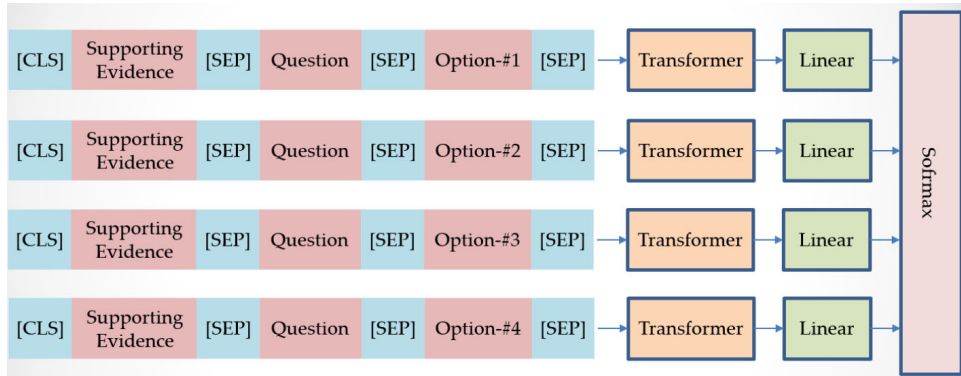 [CLS] Supporting Evidence [SEP] Question [SEP] Option-#1 [SEP] Transformer Linear
[CLS] Supporting Evidence [SEP] Question [SEP] Option-#2 [SEP] Transformer Linear
[CLS] Supporting Evidence [SEP] Question [SEP] Option-#3 [SEP] Transformer Linear
[CLS] Supporting Evidence [SEP] Question [SEP] Option-#4 [SEP] Transformer Linear
Sofrmax